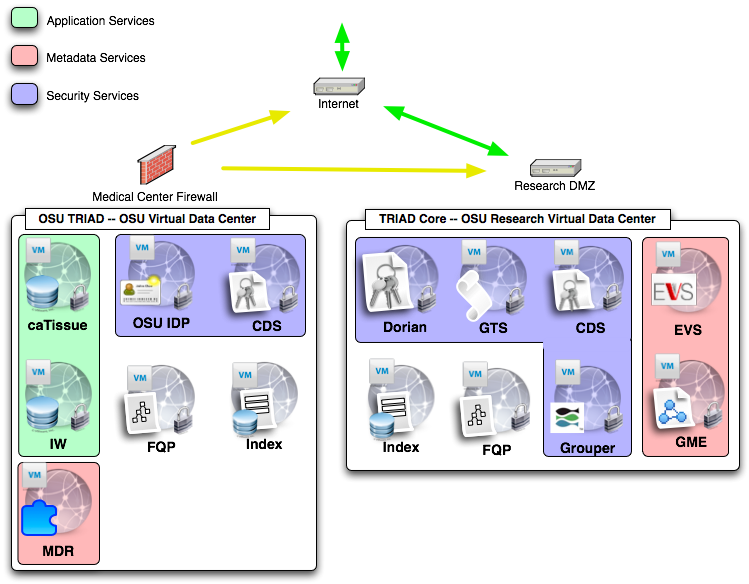 Application Services
Metadata Services
Security Services
Internet
Medical Center Firewall
Research DMZ
OSU TRIAD -- OSU Virtual Data Center
TRIAD Core -- OSU Research Virtual Data Center
VM
caTissue
VM
OSU IDP
VM
CDS
VM
IW
VM
FQP
VM
Index
VM
MDR
VM
Dorian
VM
GTS
VM
CDS
VM
EVS
EVS
VM
Index
VM
FQP
VM
Grouper
VM
GME